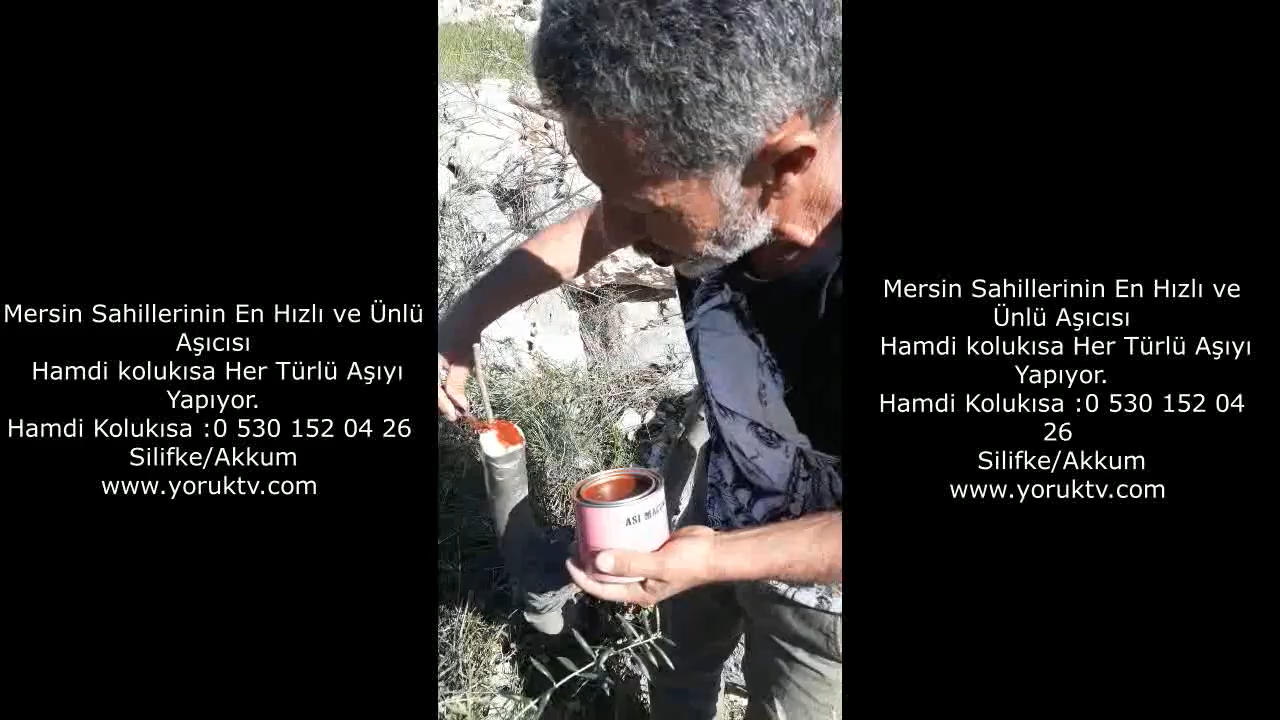 Mersin Sahillerinin En Hızlı ve Ünlü
Aşıcısı
Hamdi kolukısa Her Türlü Aşıyı
Yapıyor.
Hamdi Kolukısa :0 530 152 04 26
Silifke/Akkum
www.yoruktv.com
AŞI
Mersin Sahillerinin En Hızlı ve
Ünlü Aşıcısı
Hamdi kolukısa Her Türlü Aşıyı
Yapıyor.
Hamdi Kolukısa :0 530 152 04
26
Silifke/Akkum
www.yoruktv.com